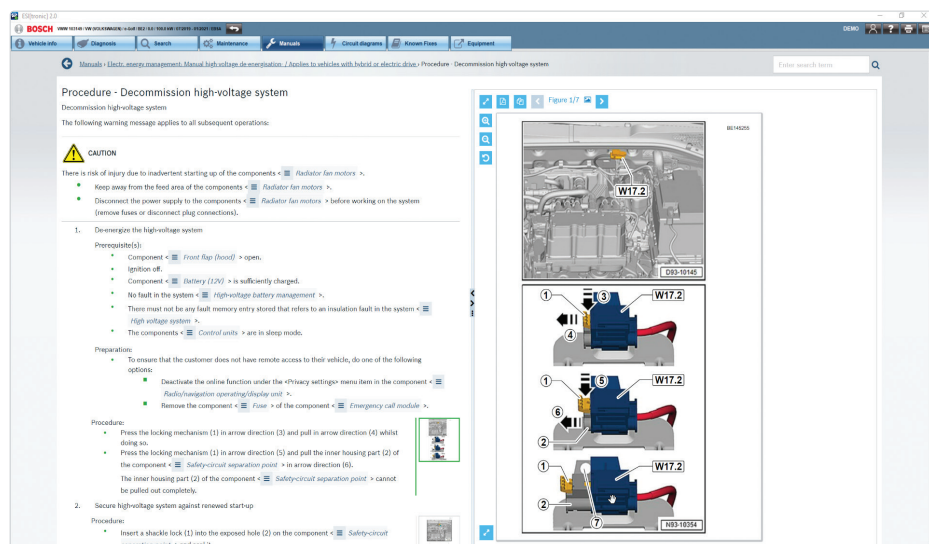 ESI[tronic] 2.0
BOSCH
DEMO
Vehicle info
Diagnosis
Search
Maintenance
Manuals
Circuit diagrams
Known Fixes
Equipment
Manuals › Electr. energy management: Manual high voltage de energisation: / Applies to vehicles with hybrid or electric drive. › Procedure - Decommission high-voltage system
Enter search term
Procedure - Decommission high-voltage system
Decommission high-voltage system
The following warning message applies to all subsequent operations:
CAUTION
There is risk of injury due to inadvertent starting up of the components < Radiator fan motors >.
Keep away from the feed area of the components < Radiator fan motors >.
Disconnect the power supply to the components < Radiator fan motors > before working on the system
(remove fuses or disconnect plug connections).
1. De-energize the high-voltage system
Prerequisite(s):
Component < Front flap (hood) > open.
Ignition off.
Component < Battery (12V) > is sufficiently charged.
No fault in the system < High-voltage battery management >.
There must not be any fault memory entry stored that refers to an insulation fault in the system <
High voltage system >.
The components < Control units > are in sleep mode.
Preparation:
To ensure that the customer does not have remote access to their vehicle, do one of the following
options:
Deactivate the online function under the <Privacy settings> menu item in the component <
Radio/navigation operating/display unit >.
Remove the component < Fuse > of the component < Emergency call module >.
Procedure:
Press the locking mechanism (1) in arrow direction (3) and pull in arrow direction (4) whilst
doing so.
Press the locking mechanism (1) in arrow direction (5) and pull the inner housing part (2) of
the component < Safety-circuit separation point > in arrow direction (6).
The inner housing part (2) of the component < Safety-circuit separation point > cannot
be pulled out completely.
2. Secure high-voltage system against renewed start-up
Procedure:
Insert a shackle lock (1) into the exposed hole (2) on the component < Safety-circuit
Figure 1/7
BE145255
W17.2
D93-10145
1
3
W17.2
4
1
5
W17.2
6
2
1
W17.2
2
7
N93-10354